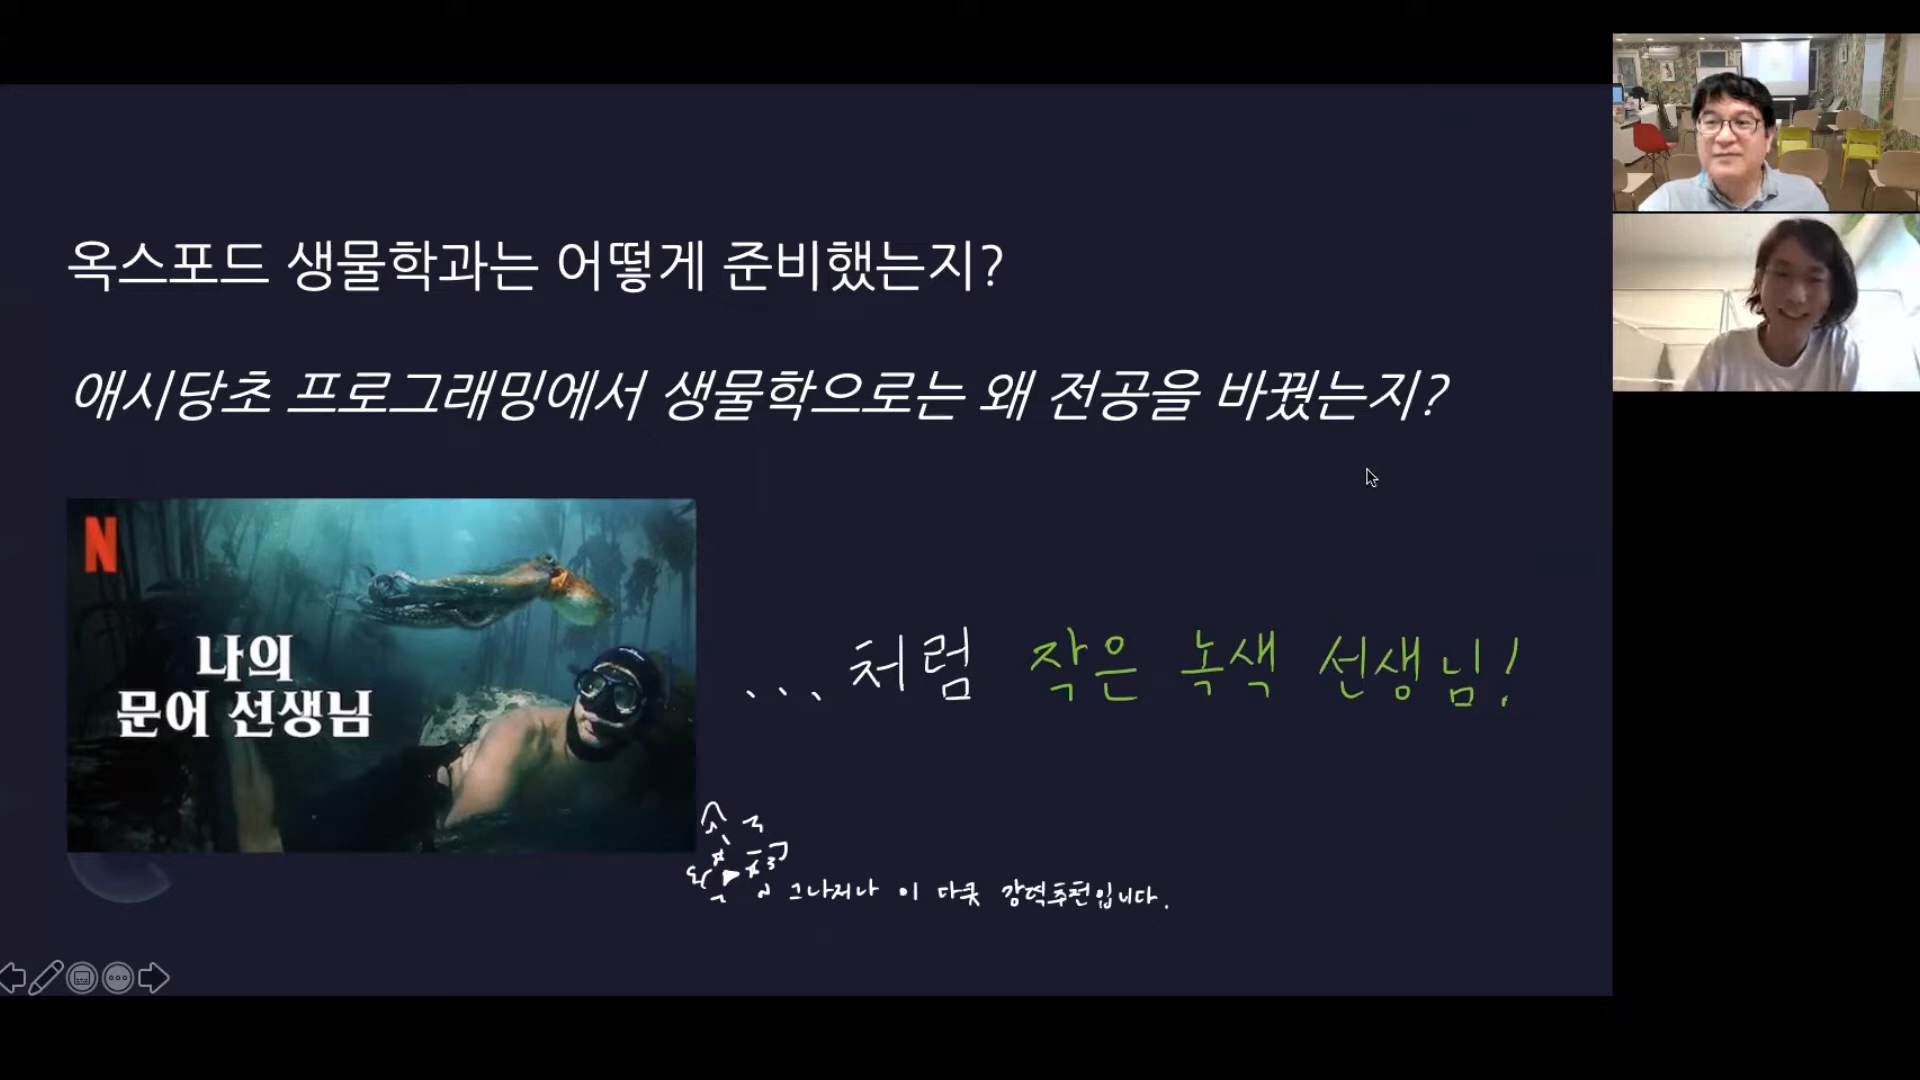 옥스포드 생물학과는 어떻게 준비했는지?
애시당초 프로그래밍에서 생물학으로는 왜 전공을 바꿨는지?
N
나의
문어 선생님
... 처럼 작은 녹색 선생님!
그나저나 이 다큣 강력추천입니다.